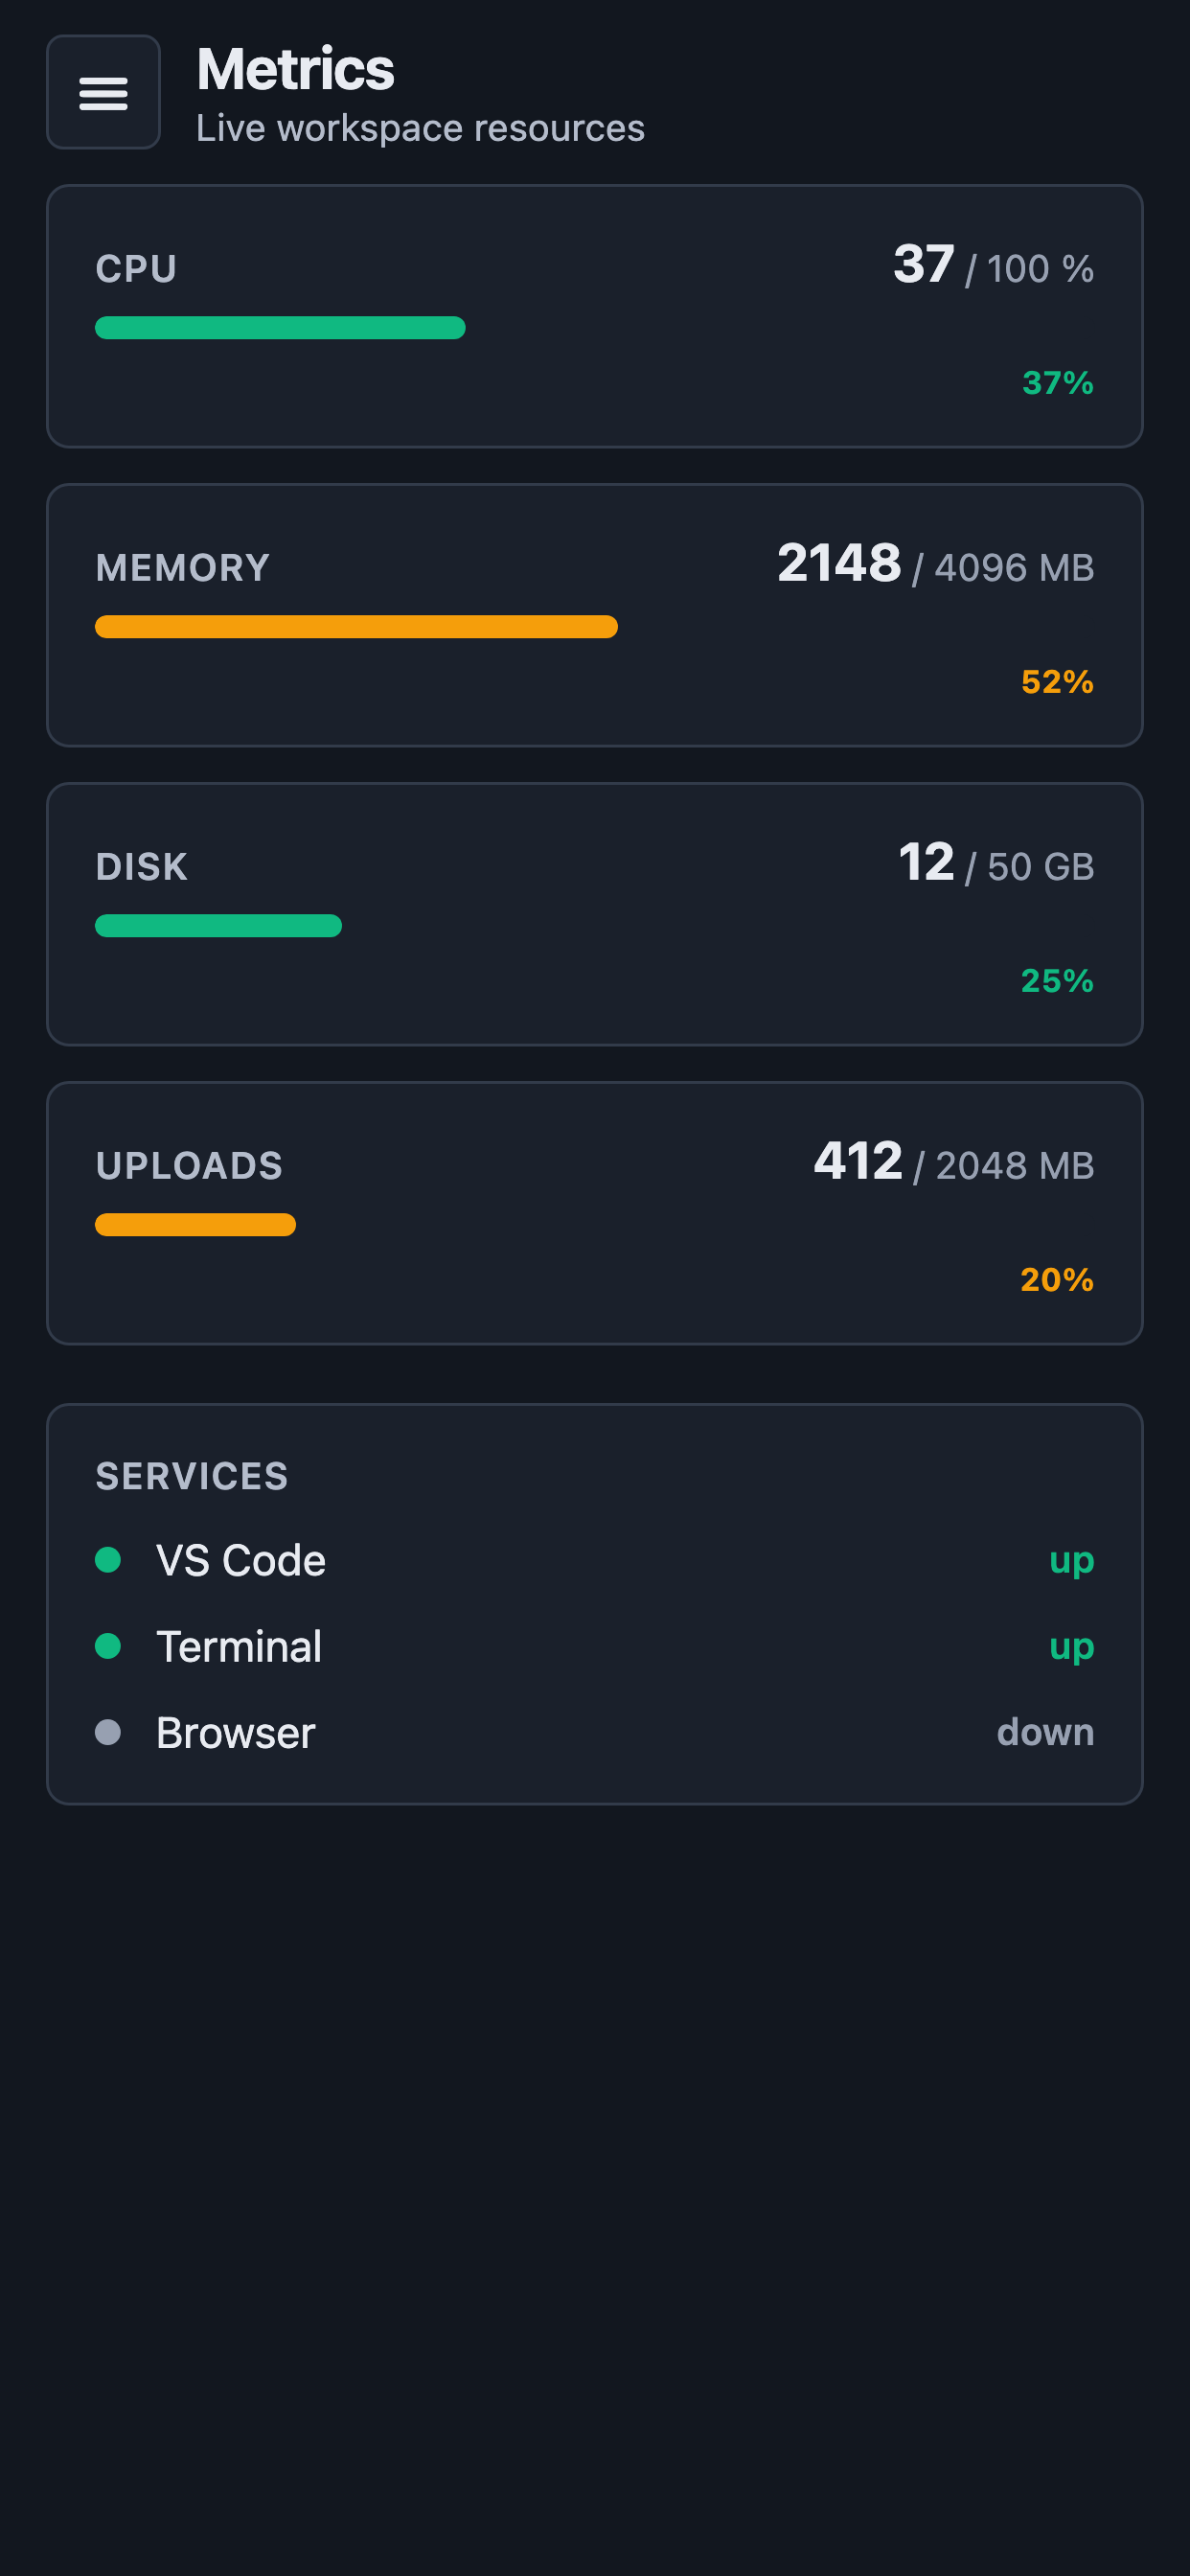 Metrics
Live workspace resources
CPU 37 / 100 %
37%
MEMORY 2148 / 4096 MB
52%
DISK 12 / 50 GB
25%
UPLOADS 412 / 2048 MB
20%
SERVICES
VS Code up
Terminal up
Browser down